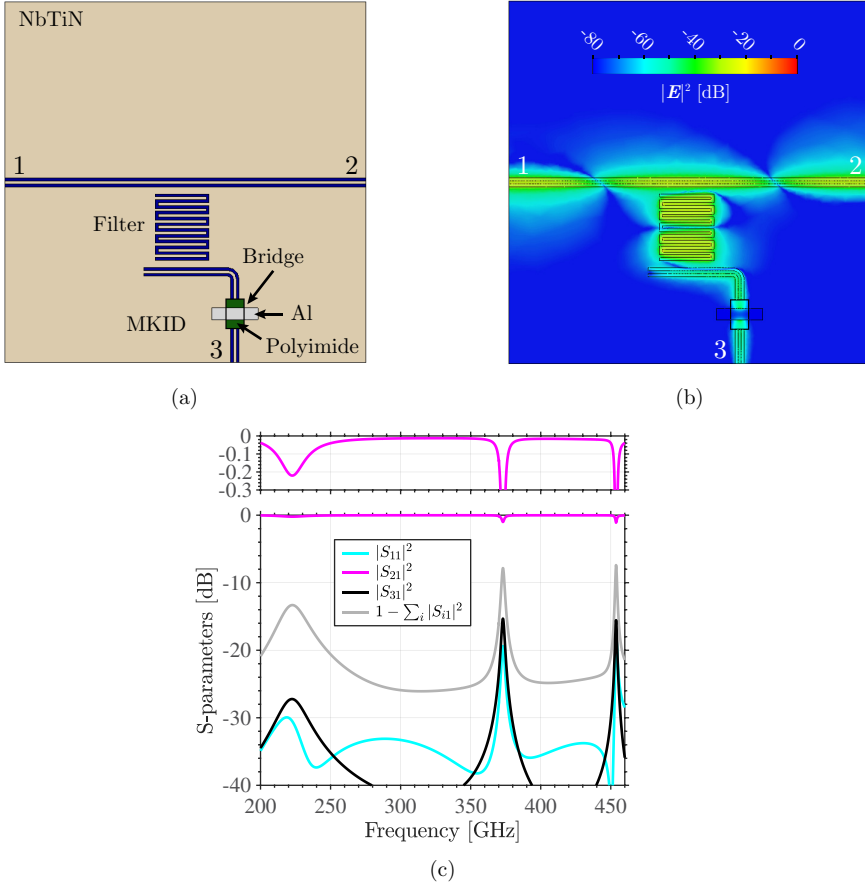 NbTiN
1
2
Filter
Bridge
Al
MKID
3
Polyimide
(a)
-80
-60
-40
-20
0
|E|² [dB]
1
2
3
(b)
0
-0.1
-0.2
-0.3
0
-10
-20
-30
-40
S-parameters [dB]
|S₁₁|²
|S₂₁|²
|S₃₁|²
1 − ∑ᵢ |Sᵢ₁|²
200
250
300
350
400
450
Frequency [GHz]
(c)